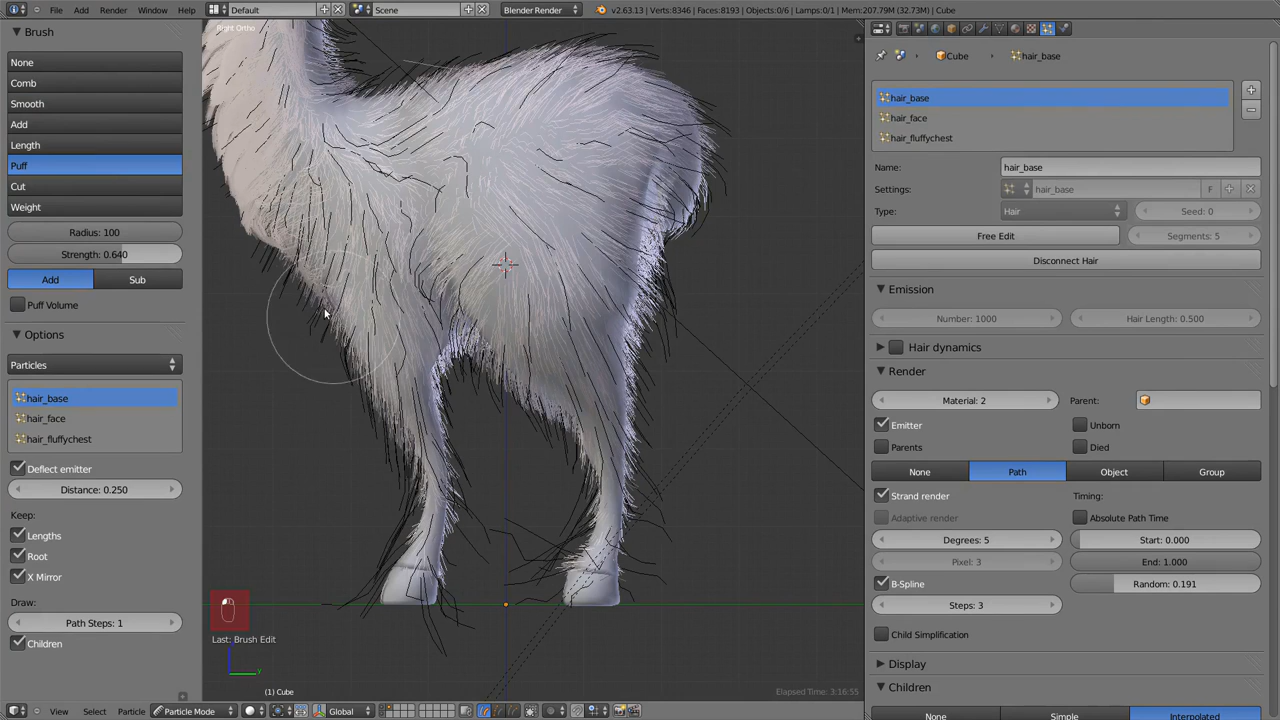 File Add Render Window Help Default Scene Blender Render v2.63.13 | Verts:8346 | Faces:8193 | Objects:0/6 | Lamps:0/1 | Mem:207.79M (32.73M) | Cube
Brush
None
Comb
Smooth
Add
Length
Puff
Cut
Weight
Radius: 100
Strength: 0.640
Add Sub
Puff Volume
Options
Particles
hair_base
hair_face
hair_fluffychest
Deflect emitter
Distance: 0.250
Keep:
Lengths
Root
X Mirror
Draw:
Path Steps: 1
Children
Right Ortho
Last: Brush Edit
y
(1) Cube
Elapsed Time: 3:16:55
View Select Particle Particle Mode Global
Cube hair_base
hair_base
hair_face
hair_fluffychest
Name: hair_base
Settings: hair_base F
Type: Hair Seed: 0
Free Edit Segments: 5
Disconnect Hair
Emission
Number: 1000 Hair Length: 0.500
Hair dynamics
Render
Material: 2 Parent:
Emitter Unborn
Parents Died
None Path Object Group
Strand render Timing:
Adaptive render Absolute Path Time
Degrees: 5 Start: 0.000
Pixel: 3 End: 1.000
B-Spline Random: 0.191
Steps: 3
Child Simplification
Display
Children
None Simple Interpolated